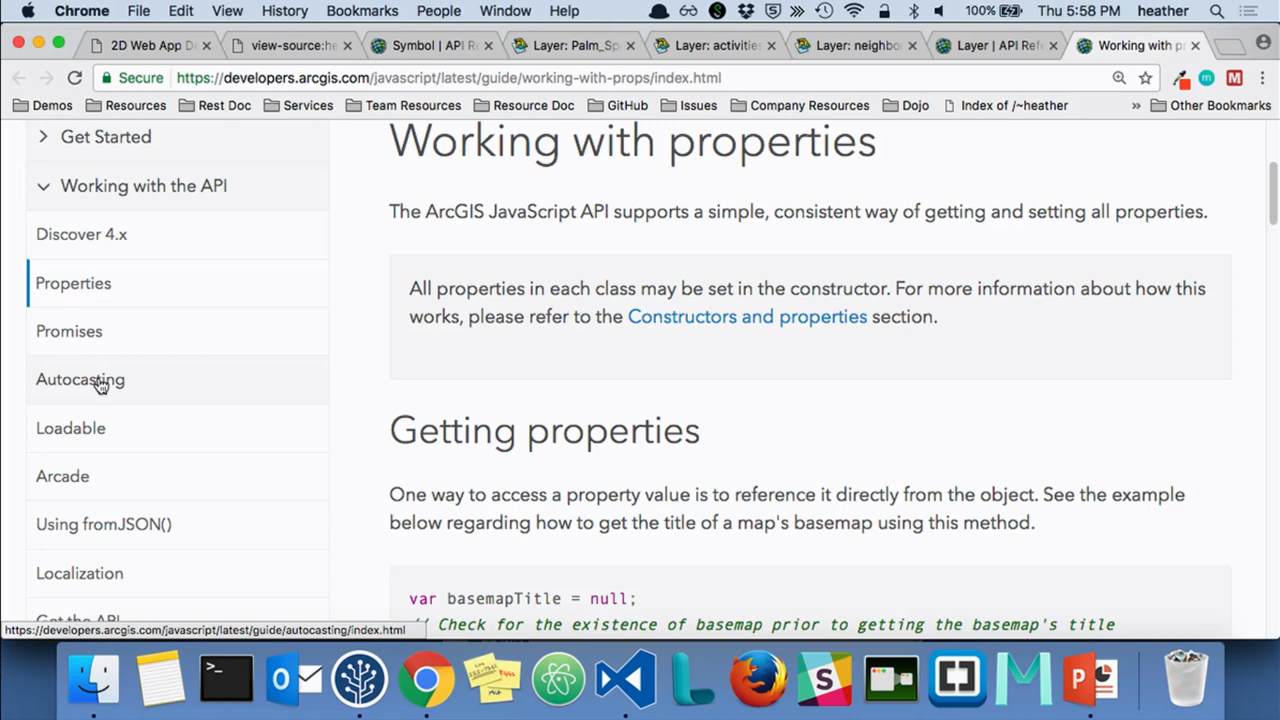 Chrome File Edit View History Bookmarks People Window Help 100% Thu 5:58 PM heather
2D Web App D view-source:he Symbol | API R Layer: Palm_Sp Layer: activities Layer: neighbo Layer | API Refe Working with p
Secure https://developers.arcgis.com/javascript/latest/guide/working-with-props/index.html
Demos Resources Rest Doc Services Team Resources Resource Doc GitHub Issues Company Resources Dojo Index of /~heather » Other Bookmarks
Get Started
Working with the API
Discover 4.x
Properties
Promises
Autocasting
Loadable
Arcade
Using fromJSON()
Localization
Get the API
https://developers.arcgis.com/javascript/latest/guide/autocasting/index.html
Working with properties
The ArcGIS JavaScript API supports a simple, consistent way of getting and setting all properties.
All properties in each class may be set in the constructor. For more information about how this
works, please refer to the Constructors and properties section.
Getting properties
One way to access a property value is to reference it directly from the object. See the example
below regarding how to get the title of a map's basemap using this method.
var basemapTitle = null;
// Check for the existence of basemap prior to getting the basemap's title